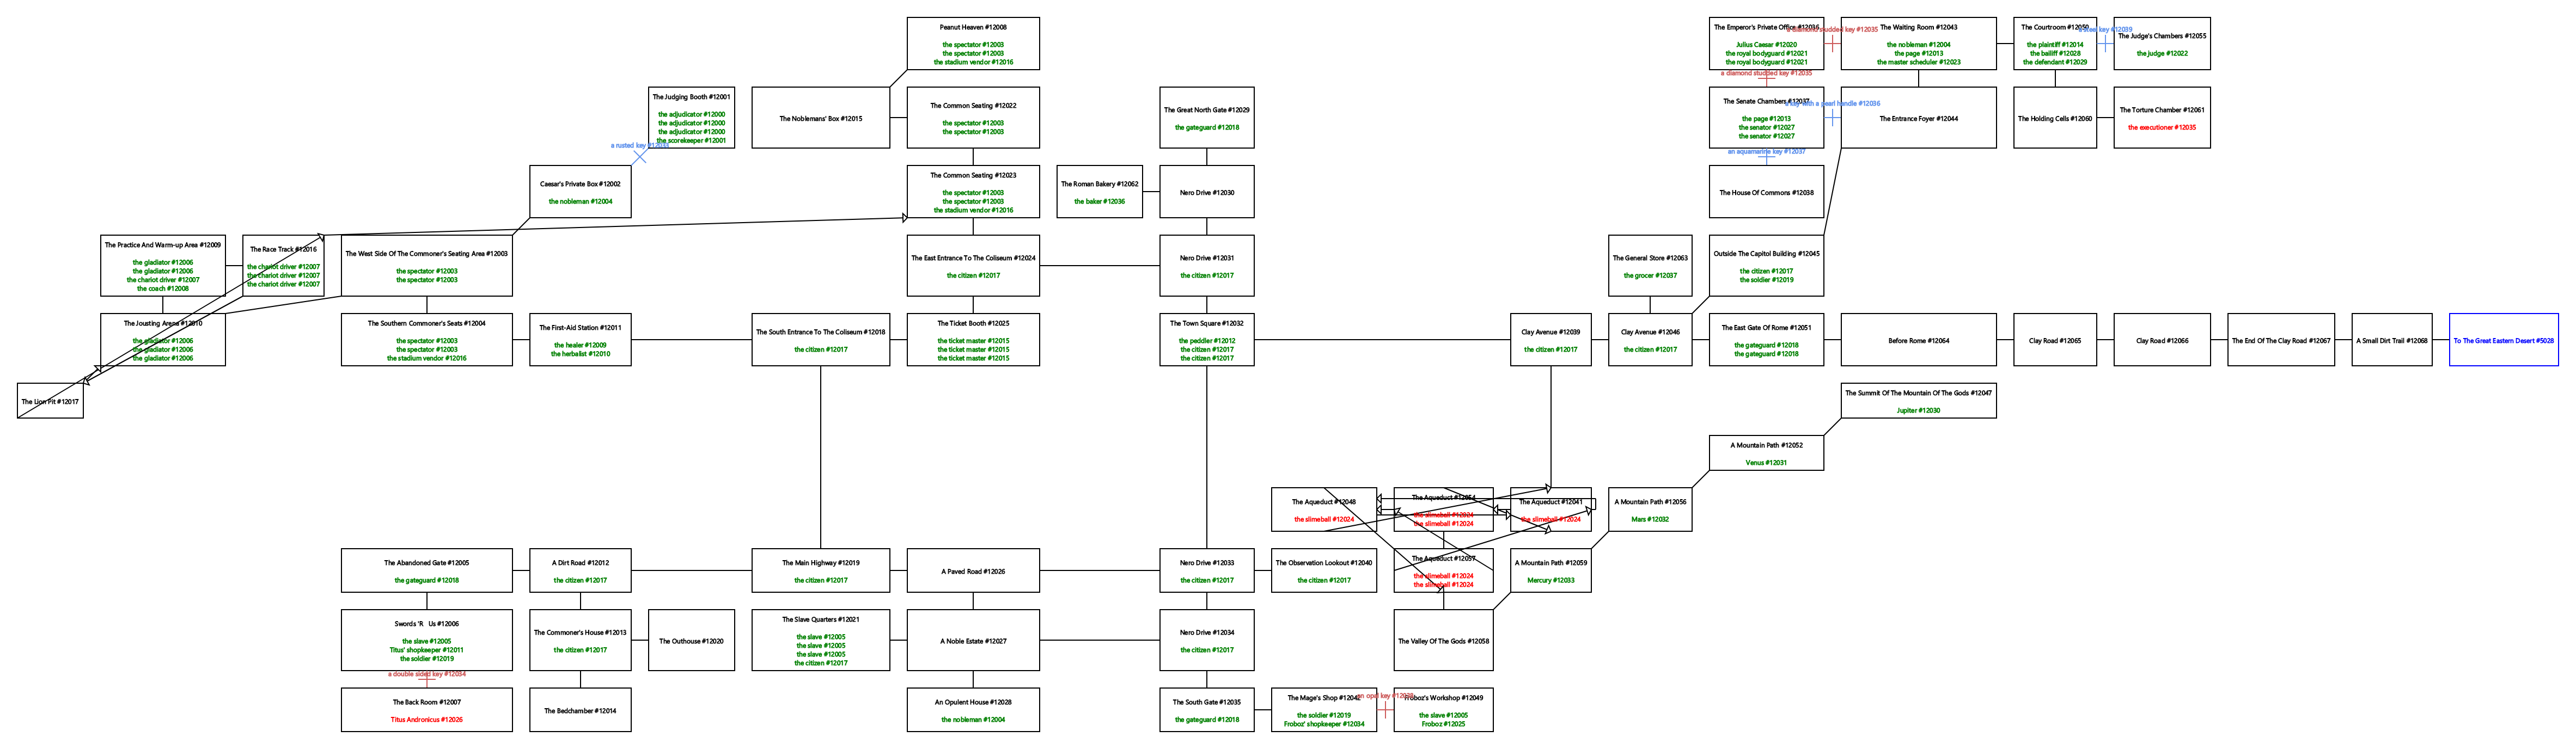 Peanut Heaven #12008
the spectator #12003
the spectator #12003
the stadium vendor #12016
The Emperor's Private Office #12036
Julius Caesar #12020
the royal bodyguard #12021
the royal bodyguard #12021
a diamond studded key #12035
The Waiting Room #12043
the nobleman #12004
the page #12013
the master scheduler #12023
The Courtroom #12050
the plaintiff #12014
the bailiff #12028
the defendant #12029
The Judge's Chambers #12055
the judge #12022
a diamond studded key #12035
The Judging Booth #12001
the adjudicator #12000
the adjudicator #12000
the adjudicator #12000
the scorekeeper #12001
The Noblemans' Box #12015
The Common Seating #12022
the spectator #12003
the spectator #12003
The Great North Gate #12029
the gateguard #12018
The Senate Chambers #12037
the page #12013
the senator #12027
the senator #12027
a key with a pearl handle #12036
The Entrance Foyer #12044
The Holding Cells #12060
The Torture Chamber #12061
the executioner #12035
a rusted key
an aquamarine key #12037
Caesar's Private Box #12002
the nobleman #12004
The Common Seating #12023
the spectator #12003
the spectator #12003
the stadium vendor #12016
The Roman Bakery #12062
the baker #12036
Nero Drive #12030
The House Of Commons #12038
The Practice And Warm-up Area #12009
the gladiator #12006
the gladiator #12006
the chariot driver #12007
the coach #12008
The Race Track #12016
the chariot driver #12007
the chariot driver #12007
the chariot driver #12007
The West Side Of The Commoner's Seating Area #12003
the spectator #12003
the spectator #12003
The East Entrance To The Coliseum #12024
the citizen #12017
Nero Drive #12031
the citizen #12017
The General Store #12063
the grocer #12037
Outside The Capitol Building #12045
the citizen #12017
the soldier #12019
The Jousting Arena #12010
the gladiator #12006
the gladiator #12006
the gladiator #12006
The Southern Commoner's Seats #12004
the spectator #12003
the spectator #12003
the stadium vendor #12016
The First-Aid Station #12011
the healer #12009
the herbalist #12010
The South Entrance To The Coliseum #12018
the citizen #12017
The Ticket Booth #12025
the ticket master #12015
the ticket master #12015
the ticket master #12015
The Town Square #12032
the peddler #12012
the citizen #12017
the citizen #12017
Clay Avenue #12039
the citizen #12017
Clay Avenue #12046
the citizen #12017
The East Gate Of Rome #12051
the gateguard #12018
the gateguard #12018
Before Rome #12064
Clay Road #12065
Clay Road #12066
The End Of The Clay Road #12067
A Small Dirt Trail #12068
To The Great Eastern Desert #5028
The Lion Pit #12017
The Summit Of The Mountain Of The Gods #12047
Jupiter #12030
A Mountain Path #12052
Venus #12031
The Aqueduct #12048
the slimeball #12024
The Aqueduct #12054
the slimeball #12024
the slimeball #12024
The Aqueduct #12041
the slimeball #12024
A Mountain Path #12056
Mars #12032
The Abandoned Gate #12005
the gateguard #12018
A Dirt Road #12012
the citizen #12017
The Main Highway #12019
the citizen #12017
A Paved Road #12026
Nero Drive #12033
the citizen #12017
The Observation Lookout #12040
the citizen #12017
The Aqueduct #12057
the slimeball #12024
the slimeball #12024
A Mountain Path #12059
Mercury #12033
Swords 'R Us #12006
the slave #12005
Titus' shopkeeper #12011
the soldier #12019
The Commoner's House #12013
the citizen #12017
The Outhouse #12020
The Slave Quarters #12021
the slave #12005
the slave #12005
the slave #12005
the citizen #12017
A Noble Estate #12027
Nero Drive #12034
the citizen #12017
The Valley Of The Gods #12058
a double sided key #12034
The Back Room #12007
Titus Andronicus #12026
The Bedchamber #12014
An Opulent House #12028
the nobleman #12004
The South Gate #12035
the gateguard #12018
The Mage's Shop #12042
the soldier #12019
Froboz' shopkeeper #12034
an opal key
Froboz's Workshop #12049
the slave #12005
Froboz #12025